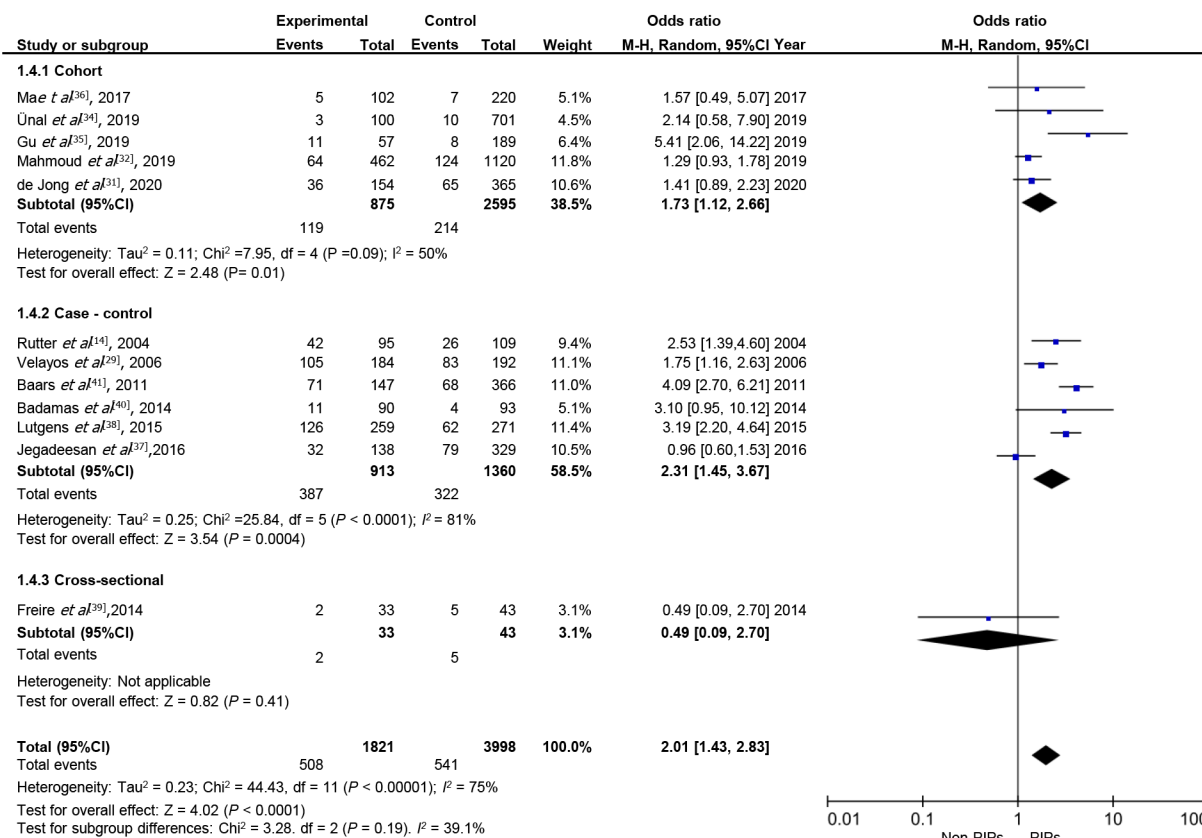 Experimental Control Odds ratio Odds ratio
Study or subgroup Events Total Events Total Weight M-H, Random, 95%CI Year M-H, Random, 95%CI
1.4.1 Cohort
Mae t al[36], 2017 5 102 7 220 5.1% 1.57 [0.49, 5.07] 2017
Ünal et al[34], 2019 3 100 10 701 4.5% 2.14 [0.58, 7.90] 2019
Gu et al[35], 2019 11 57 8 189 6.4% 5.41 [2.06, 14.22] 2019
Mahmoud et al[32], 2019 64 462 124 1120 11.8% 1.29 [0.93, 1.78] 2019
de Jong et al[31], 2020 36 154 65 365 10.6% 1.41 [0.89, 2.23] 2020
Subtotal (95%CI) 875 2595 38.5% 1.73 [1.12, 2.66]
Total events 119 214
Heterogeneity: Tau² = 0.11; Chi² =7.95, df = 4 (P =0.09); I² = 50%
Test for overall effect: Z = 2.48 (P= 0.01)
1.4.2 Case - control
Rutter et al[14], 2004 42 95 26 109 9.4% 2.53 [1.39,4.60] 2004
Velayos et al[29], 2006 105 184 83 192 11.1% 1.75 [1.16, 2.63] 2006
Baars et al[41], 2011 71 147 68 366 11.0% 4.09 [2.70, 6.21] 2011
Badamas et al[40], 2014 11 90 4 93 5.1% 3.10 [0.95, 10.12] 2014
Lutgens et al[38], 2015 126 259 62 271 11.4% 3.19 [2.20, 4.64] 2015
Jegadeesan et al[37],2016 32 138 79 329 10.5% 0.96 [0.60,1.53] 2016
Subtotal (95%CI) 913 1360 58.5% 2.31 [1.45, 3.67]
Total events 387 322
Heterogeneity: Tau² = 0.25; Chi² =25.84, df = 5 (P < 0.0001); I² = 81%
Test for overall effect: Z = 3.54 (P = 0.0004)
1.4.3 Cross-sectional
Freire et al[39],2014 2 33 5 43 3.1% 0.49 [0.09, 2.70] 2014
Subtotal (95%CI) 33 43 3.1% 0.49 [0.09, 2.70]
Total events 2 5
Heterogeneity: Not applicable
Test for overall effect: Z = 0.82 (P = 0.41)
Total (95%CI) 1821 3998 100.0% 2.01 [1.43, 2.83]
Total events 508 541
Heterogeneity: Tau² = 0.23; Chi² = 44.43, df = 11 (P < 0.00001); I² = 75%
Test for overall effect: Z = 4.02 (P < 0.0001)
Test for subgroup differences: Chi² = 3.28. df = 2 (P = 0.19). I² = 39.1%
0.01 0.1 1 10 100
Non PIPs PIPs